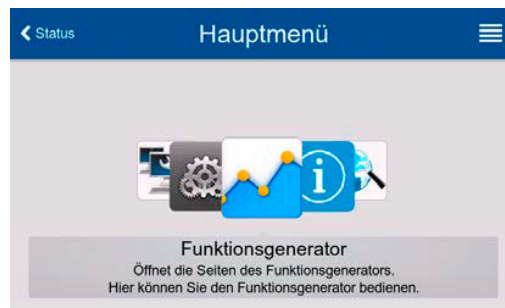 Status
Hauptmenü
Funktionsgenerator
Öffnet die Seiten des Funktionsgenerators.
Hier können Sie den Funktionsgenerator bedienen.